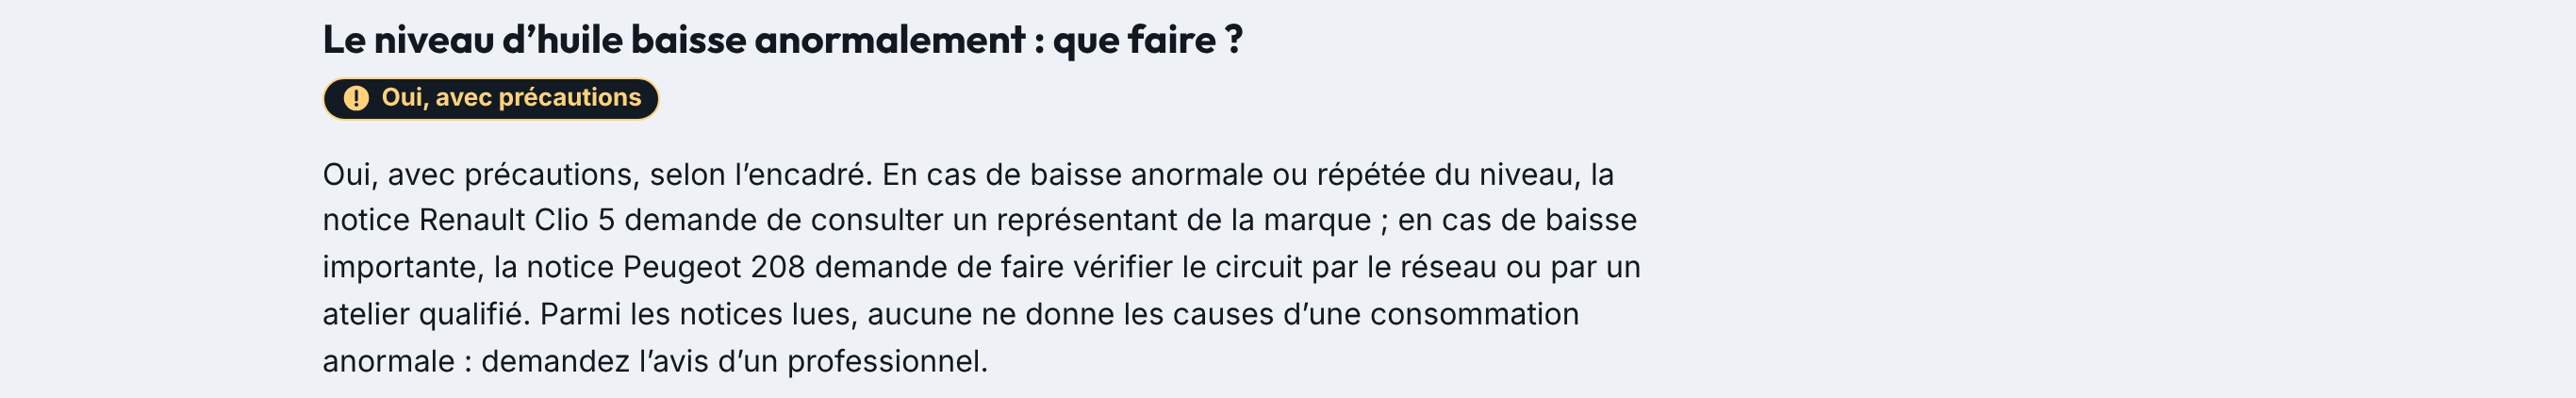 Le niveau d’huile baisse anormalement : que faire ?
Oui, avec précautions
Oui, avec précautions, selon l’encadré. En cas de baisse anormale ou répétée du niveau, la
notice Renault Clio 5 demande de consulter un représentant de la marque ; en cas de baisse
importante, la notice Peugeot 208 demande de faire vérifier le circuit par le réseau ou par un
atelier qualifié. Parmi les notices lues, aucune ne donne les causes d’une consommation
anormale : demandez l’avis d’un professionnel.